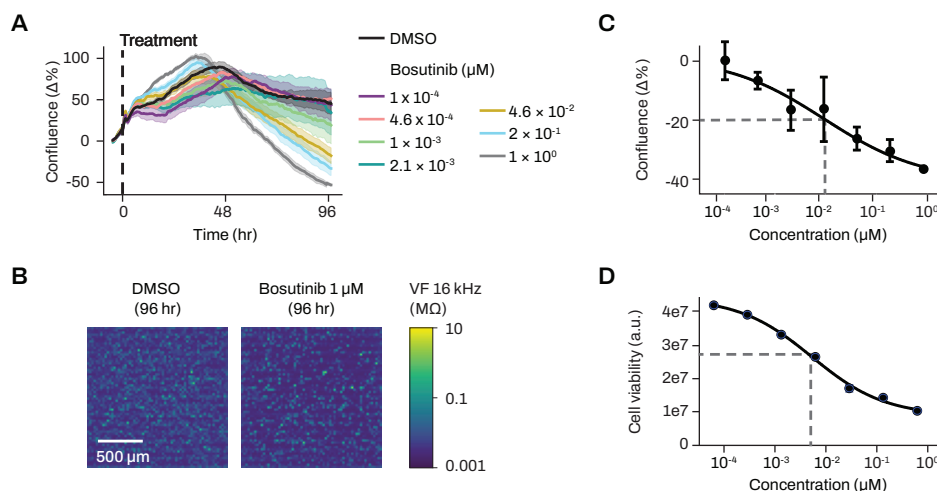 A
Treatment
100
50
0
-50
Confluence (Δ%)
0
48
96
Time (hr)
DMSO
Bosutinib (µM)
1 x 10⁻⁴
4.6 × 10⁻⁴
1 × 10⁻³
2.1 × 10⁻³
4.6 × 10⁻²
2 × 10⁻¹
1 × 10⁰
B
DMSO
(96 hr)
Bosutinib 1 µM
(96 hr)
VF 16 kHz
(MΩ)
10
0.1
0.001
500 µm
C
0
-20
-40
Confluence (Δ%)
10⁻⁴
10⁻³
10⁻²
10⁻¹
10⁰
Concentration (µM)
D
4e7
3e7
2e7
1e7
0
Cell viability (a.u.)
10⁻⁴
10⁻³
10⁻²
10⁻¹
10⁰
Concentration (µM)